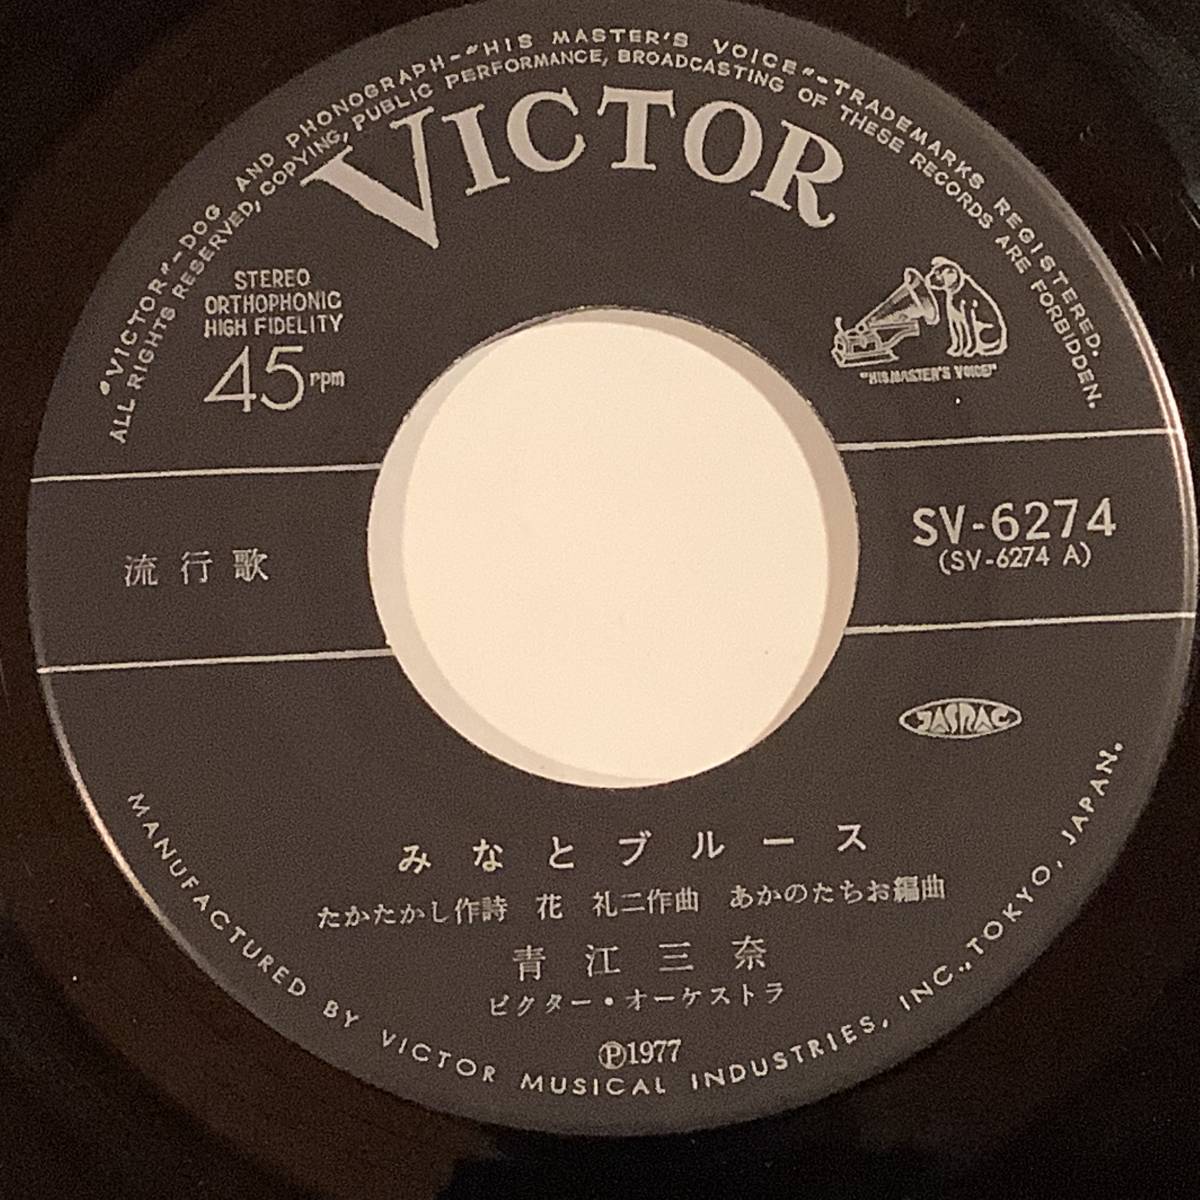 "VICTOR"-DOG AND PHONOGRAPH-"HIS MASTER'S VOICE"-TRADEMARKS REGISTERED.
ALL RIGHTS RESERVED, COPYING, PUBLIC PERFORMANCE, BROADCASTING OF THESE RECORDS ARE FORBIDDEN.
VICTOR
STEREO
ORTHOPHONIC
HIGH FIDELITY
45rpm
"HIS MASTER'S VOICE"
流行歌
SV-6274
(SV-6274 A)
JASRAC
みなとブルース
たかたかし作詩 花 礼二作曲 あかのたちお編曲
青江三奈
ビクター・オーケストラ
Ⓟ1977
MANUFACTURED BY VICTOR MUSICAL INDUSTRIES, INC., TOKYO, JAPAN.